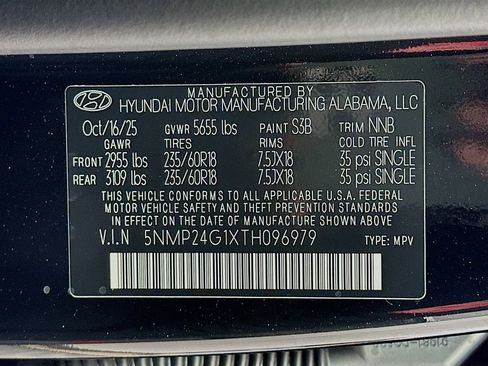 MANUFACTURED BY
HYUNDAI MOTOR MANUFACTURING ALABAMA, LLC
Oct/16/25 GVWR 5655 lbs PAINT S3B TRIM NNB
GAWR TIRES RIMS COLD TIRE INFL
FRONT 2955 lbs 235/60R18 7.5JX18 35 psi SINGLE
REAR 3109 lbs 235/60R18 7.5JX18 35 psi SINGLE
THIS VEHICLE CONFORMS TO ALL APPLICABLE U.S.A. FEDERAL
MOTOR VEHICLE SAFETY, BUMPER, AND THEFT PREVENTION STANDARDS
IN EFFECT ON THE DATE OF MANUFACTURE SHOWN ABOVE.
V.I.N 5NMP24G1XTH096979 TYPE: MPV